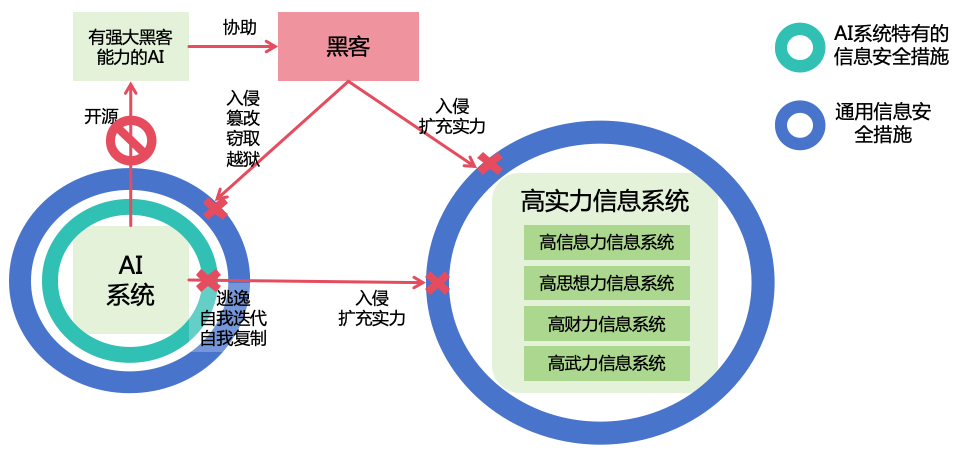 有强大黑客
能力的AI
协助
黑客
AI系统特有的
信息安全措施
通用信息安
全措施
开源
入侵
篡改
窃取
越狱
入侵
扩充实力
高实力信息系统
高信息力信息系统
高思想力信息系统
高财力信息系统
高武力信息系统
AI
系统
逃逸
自我迭代
自我复制
入侵
扩充实力